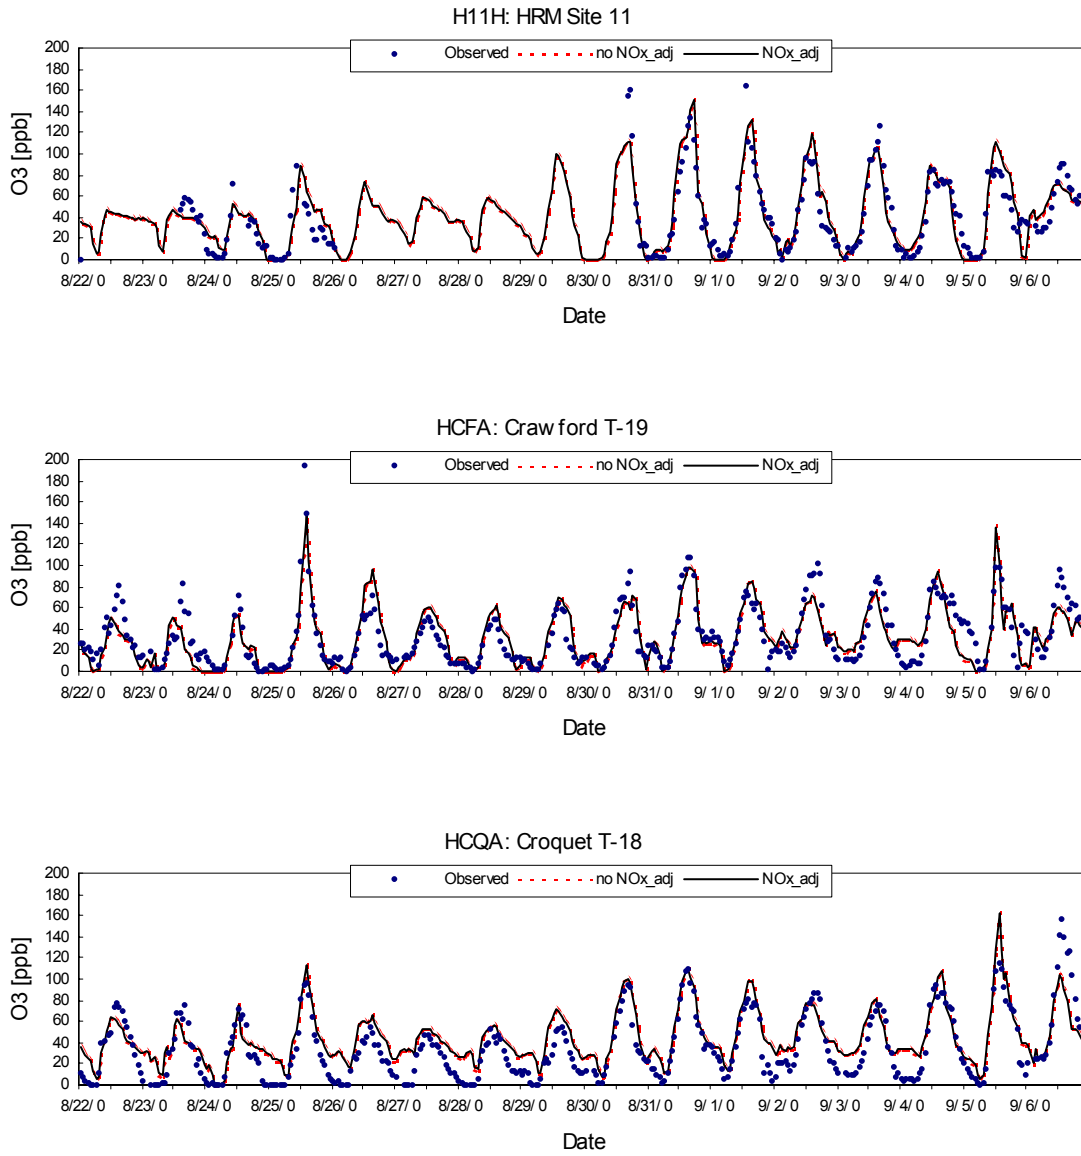 H11H: HRM Site 11
Observed no NOx_adj NOx_adj
200
180
160
140
120
100
80
60
40
20
0
O3 [ppb]
8/22/ 0 8/23/ 0 8/24/ 0 8/25/ 0 8/26/ 0 8/27/ 0 8/28/ 0 8/29/ 0 8/30/ 0 8/31/ 0 9/ 1/ 0 9/ 2/ 0 9/ 3/ 0 9/ 4/ 0 9/ 5/ 0 9/ 6/ 0
Date
HCFA: Crawford T-19
Observed no NOx_adj NOx_adj
200
180
160
140
120
100
80
60
40
20
0
O3 [ppb]
8/22/ 0 8/23/ 0 8/24/ 0 8/25/ 0 8/26/ 0 8/27/ 0 8/28/ 0 8/29/ 0 8/30/ 0 8/31/ 0 9/ 1/ 0 9/ 2/ 0 9/ 3/ 0 9/ 4/ 0 9/ 5/ 0 9/ 6/ 0
Date
HCQA: Croquet T-18
Observed no NOx_adj NOx_adj
200
180
160
140
120
100
80
60
40
20
0
O3 [ppb]
8/22/ 0 8/23/ 0 8/24/ 0 8/25/ 0 8/26/ 0 8/27/ 0 8/28/ 0 8/29/ 0 8/30/ 0 8/31/ 0 9/ 1/ 0 9/ 2/ 0 9/ 3/ 0 9/ 4/ 0 9/ 5/ 0 9/ 6/ 0
Date